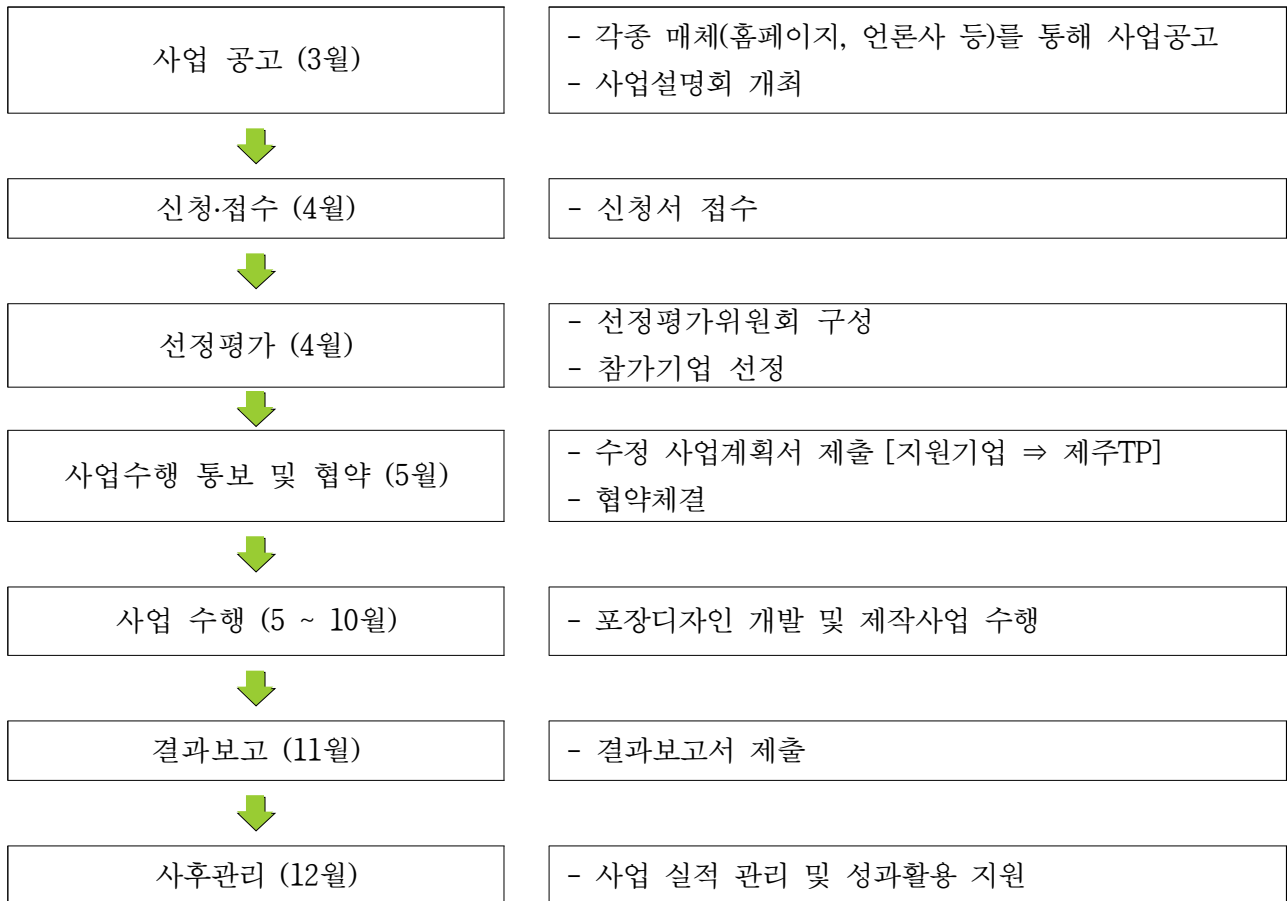 사업 공고 (3월)
- 각종 매체(홈페이지, 언론사 등)를 통해 사업공고
- 사업설명회 개최
신청·접수 (4월)
- 신청서 접수
선정평가 (4월)
- 선정평가위원회 구성
- 참가기업 선정
사업수행 통보 및 협약 (5월)
- 수정 사업계획서 제출 [지원기업 ⇒ 제주TP]
- 협약체결
사업 수행 (5 ~ 10월)
- 포장디자인 개발 및 제작사업 수행
결과보고 (11월)
- 결과보고서 제출
사후관리 (12월)
- 사업 실적 관리 및 성과활용 지원